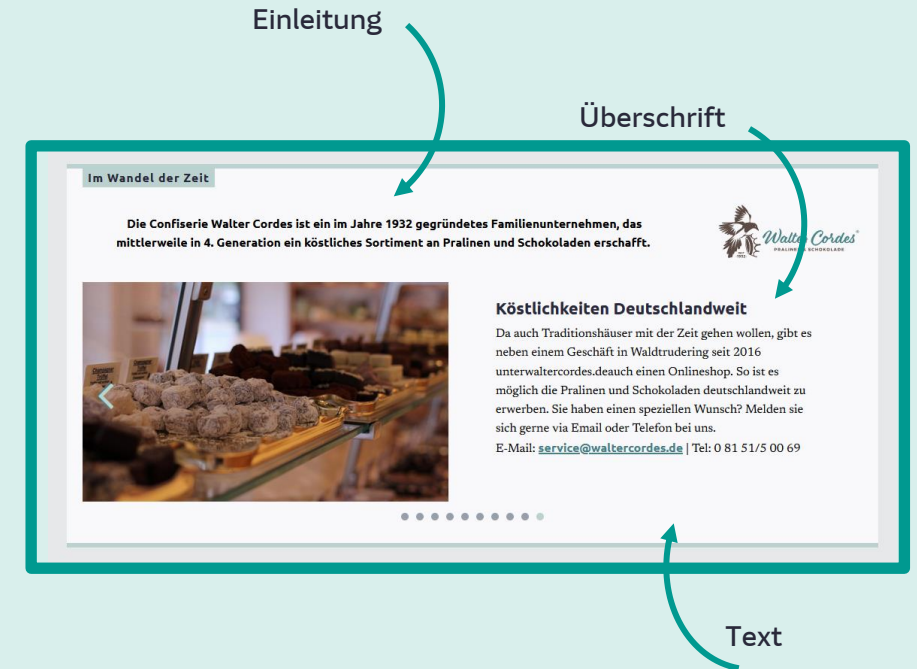 Einleitung
Überschrift
Im Wandel der Zeit
Die Confiserie Walter Cordes ist ein im Jahre 1932 gegründetes Familienunternehmen, das
mittlerweile in 4. Generation ein köstliches Sortiment an Pralinen und Schokoladen erschafft.
Walter Cordes®
PRALINEN & SCHOKOLADE
Köstlichkeiten Deutschlandweit
Da auch Traditionshäuser mit der Zeit gehen wollen, gibt es
neben einem Geschäft in Waldtrudering seit 2016
unterwaltercordes.deauch einen Onlineshop. So ist es
möglich die Pralinen und Schokoladen deutschlandweit zu
erwerben. Sie haben einen speziellen Wunsch? Melden sie
sich gerne via Email oder Telefon bei uns.
E-Mail: service@waltercordes.de | Tel: 0 81 51/5 00 69
Text